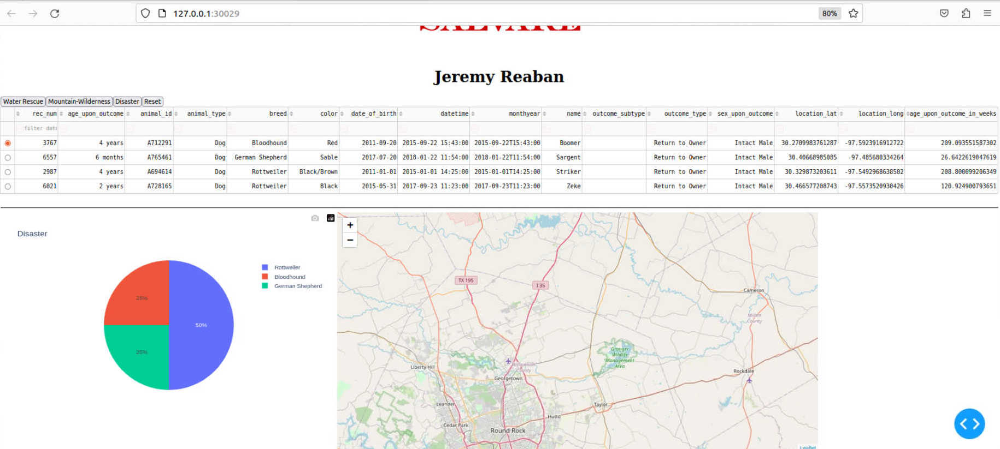 127.0.0.1:30029
80%
SALVARE
Jeremy Reaban
Water Rescue Mountain-Wilderness Disaster Reset
rec_num age_upon_outcome animal_id animal_type breed color date_of_birth datetime monthyear name outcome_subtype outcome_type sex_upon_outcome location_lat location_long age_upon_outcome_in_weeks
filter data
3767 4 years A712291 Dog Bloodhound Red 2011-09-20 2015-09-22 15:43:00 2015-09-22T15:43:00 Boomer Return to Owner Intact Male 30.2709983761287 -97.5923916912722 209.093551587302
6557 6 months A765461 Dog German Shepherd Sable 2017-07-20 2018-01-22 11:54:00 2018-01-22T11:54:00 Sargent Return to Owner Intact Male 30.40668985085 -97.485680334264 26.6422619047619
2987 4 years A694614 Dog Rottweiler Black/Brown 2011-01-01 2015-01-01 14:25:00 2015-01-01T14:25:00 Striker Return to Owner Intact Male 30.329873203611 -97.5492968638502 208.800099206349
6021 2 years A728165 Dog Rottweiler Black 2015-05-31 2017-09-23 11:23:00 2017-09-23T11:23:00 Zeke Return to Owner Intact Male 30.466577208743 -97.5573520930426 120.924900793651
Disaster
Rottweiler
Bloodhound
German Shepherd
25%
50%
25%
+
−
TX 195
I 35
Cameron
Milam
County
Granger
Wildlife
Management
Area
Williamson
County
Liberty Hill
Georgetown
Rockdale
Leander
Taylor
Hutto
Cedar Park
Round Rock
Leaflet